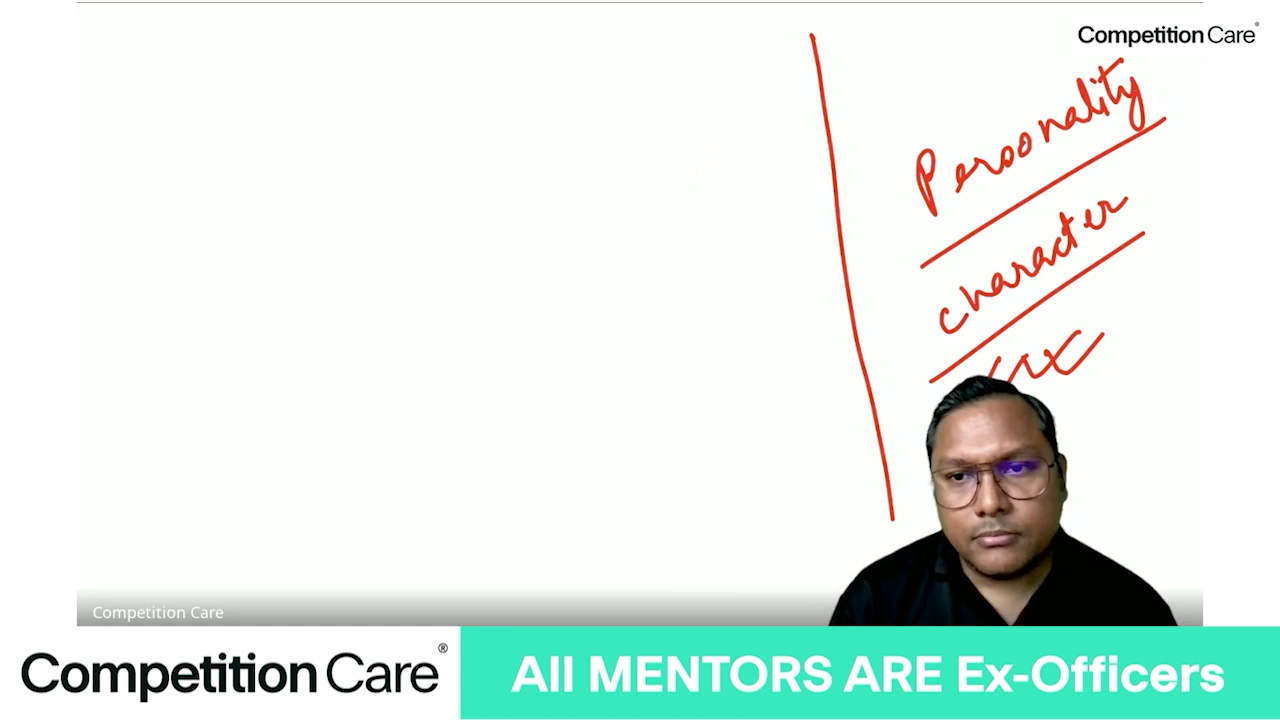 Competition Care®
Personality
character
Competition Care
Competition Care®
All MENTORS ARE Ex-Officers